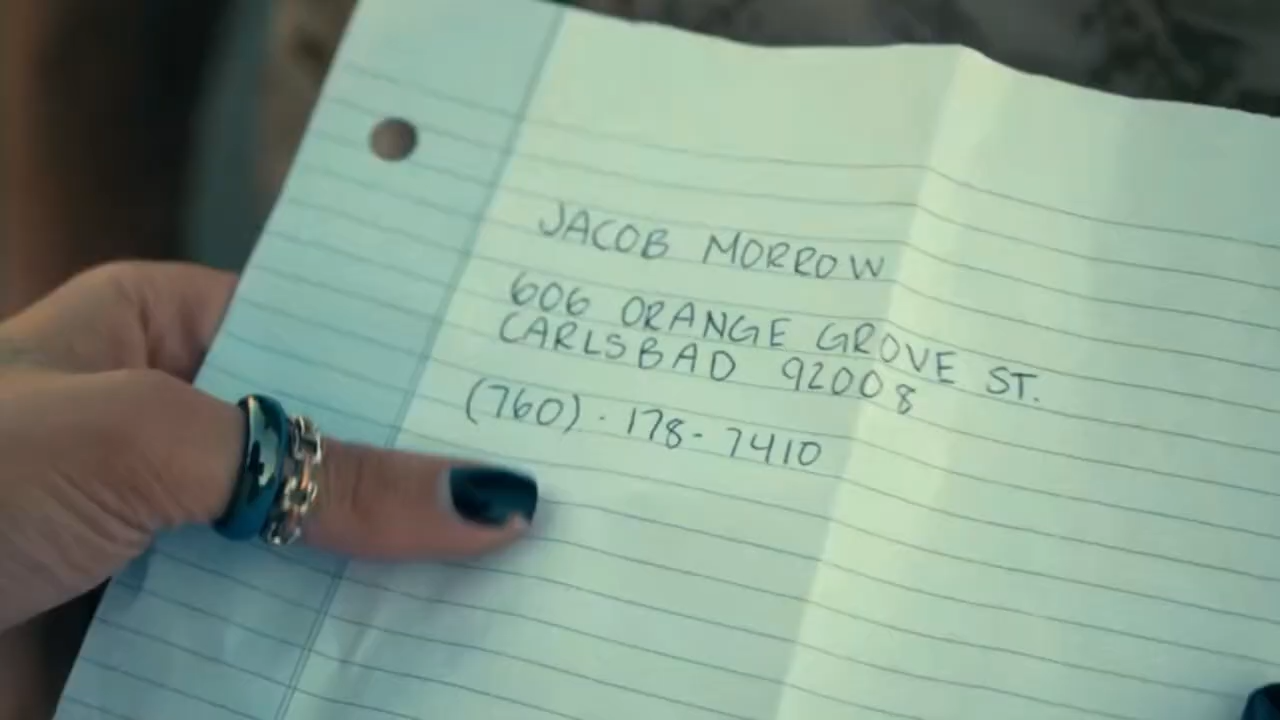 JACOB MORROW
606 ORANGE GROVE ST.
CARLSBAD 92008
(760) · 178-7410